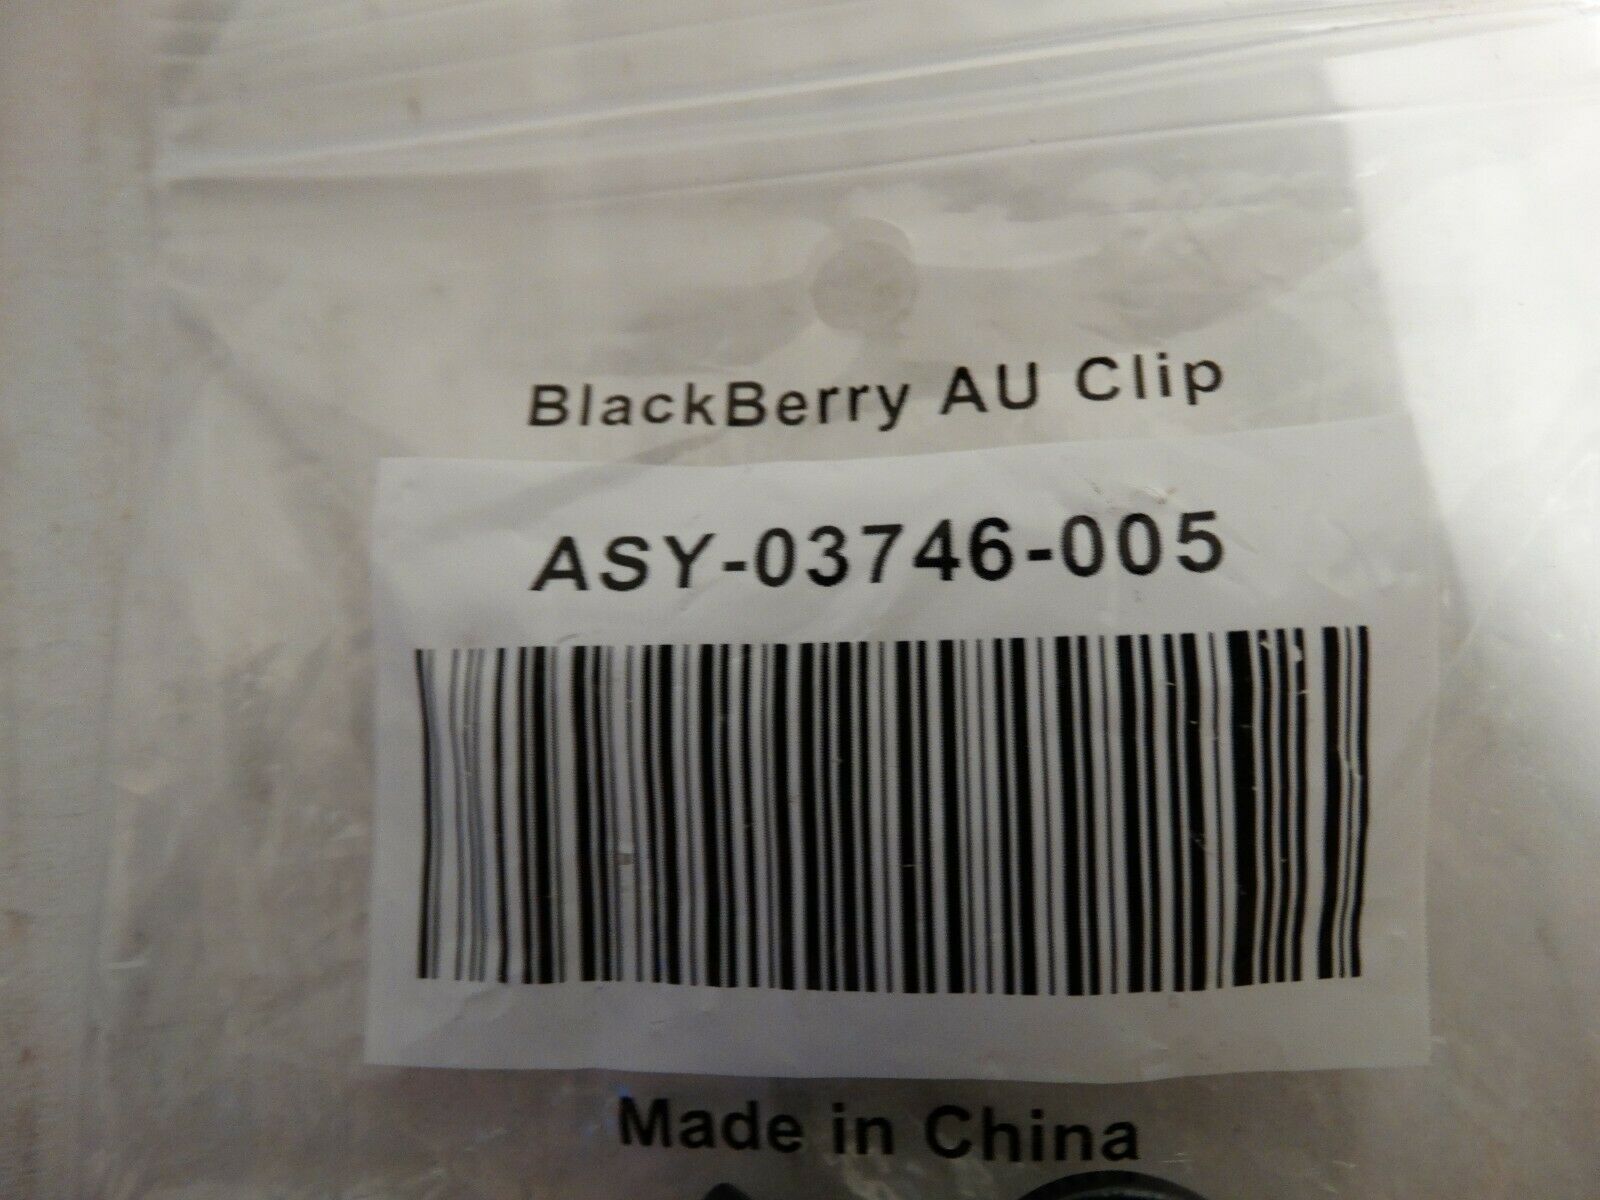 BlackBerry AU Clip
ASY-03746-005
Made in China